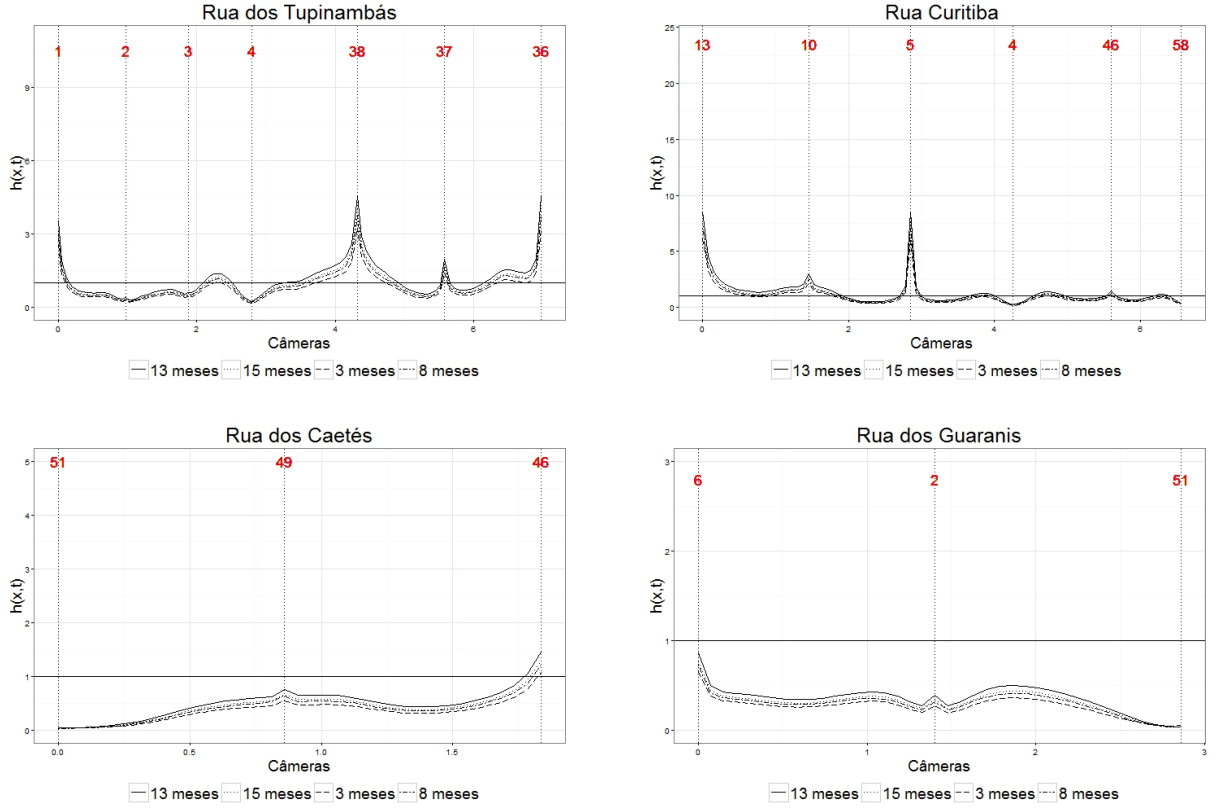 Rua dos Tupinambás
h(x,t)
9
6
3
0
1 2 3 4 38 37 36
0 2 4 6
Câmeras
13 meses 15 meses 3 meses 8 meses
Rua Curitiba
h(x,t)
25
20
15
10
5
0
13 10 5 4 46 58
0 2 4 6
Câmeras
13 meses 15 meses 3 meses 8 meses
Rua dos Caetés
h(x,t)
5
4
3
2
1
0
51 49 46
0.0 0.5 1.0 1.5
Câmeras
13 meses 15 meses 3 meses 8 meses
Rua dos Guaranis
h(x,t)
3
2
1
0
6 2 51
0 1 2 3
Câmeras
13 meses 15 meses 3 meses 8 meses